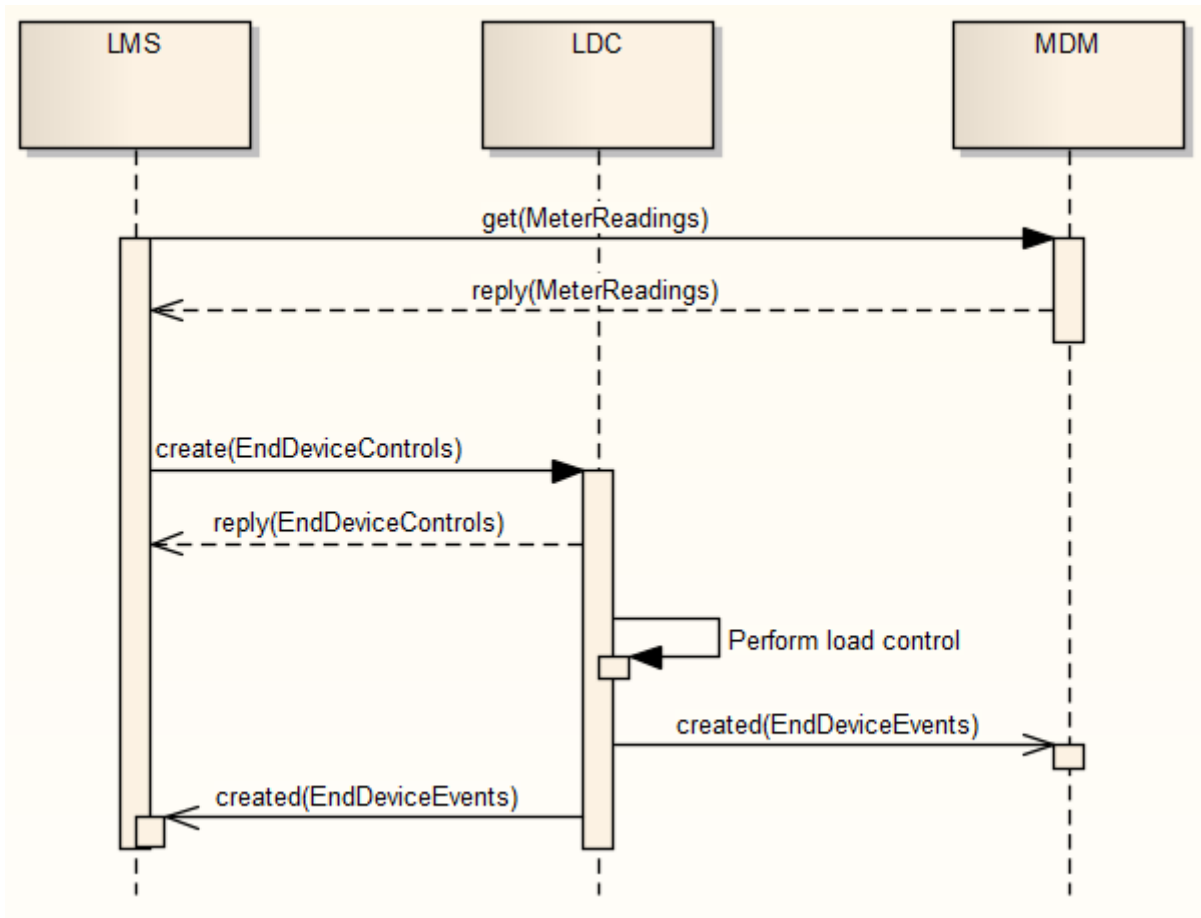 LMS
LDC
MDM
get(MeterReadings)
reply(MeterReadings)
create(EndDeviceControls)
reply(EndDeviceControls)
Perform load control
created(EndDeviceEvents)
created(EndDeviceEvents)